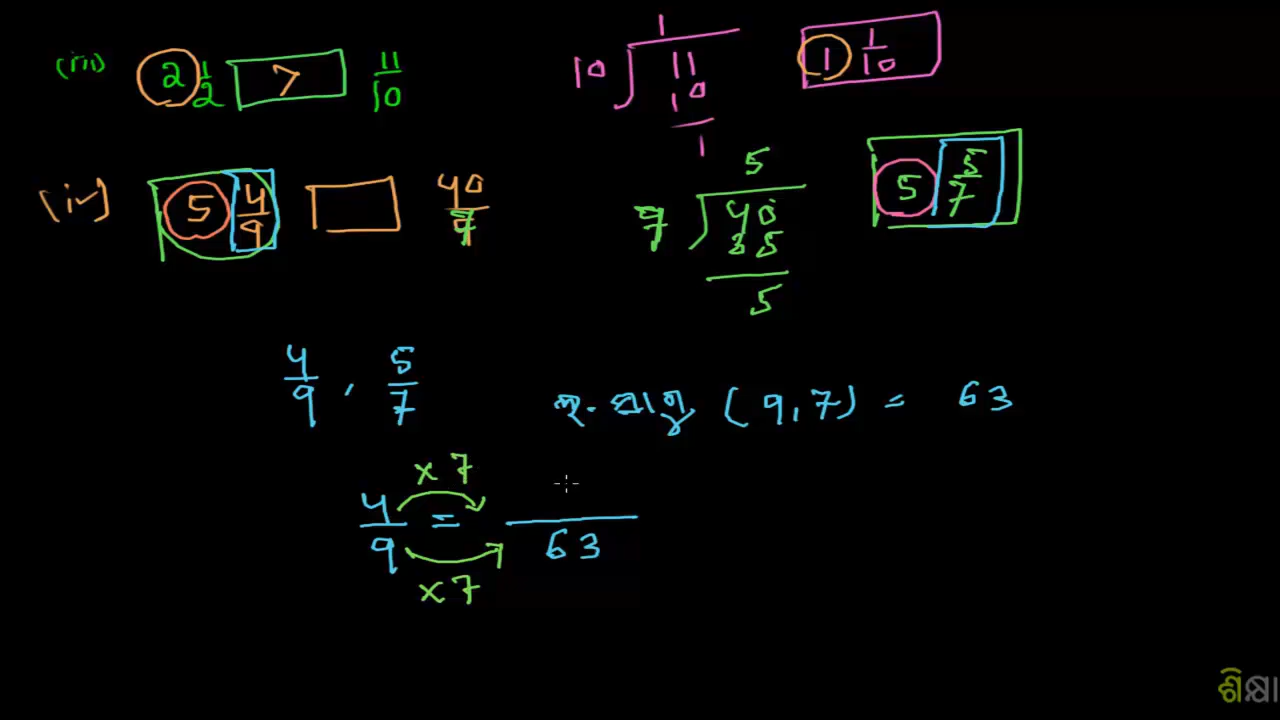 (iii) 2 1/2 > 11/10
10 ) 11 1
10
1
1 1/10
(iv) 5 4/9 40/7
7 ) 40 5
35
5
5 5/7
4/9 , 5/7
ଲ. ସା. ଗୁ (9,7) = 63
4/9 = /63
×7
×7
ଶିକ୍ଷା